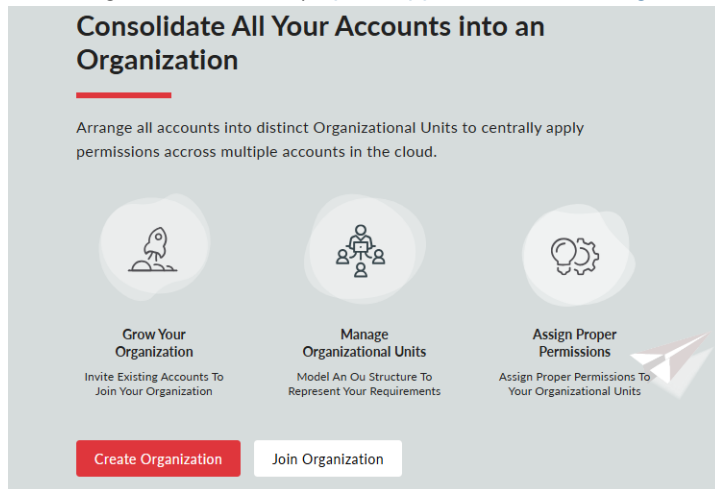 Consolidate All Your Accounts into an
Organization
Arrange all accounts into distinct Organizational Units to centrally apply
permissions accross multiple accounts in the cloud.
Grow Your
Organization
Invite Existing Accounts To
Join Your Organization
Manage
Organizational Units
Model An Ou Structure To
Represent Your Requirements
Assign Proper
Permissions
Assign Proper Permissions To
Your Organizational Units
Create Organization
Join Organization